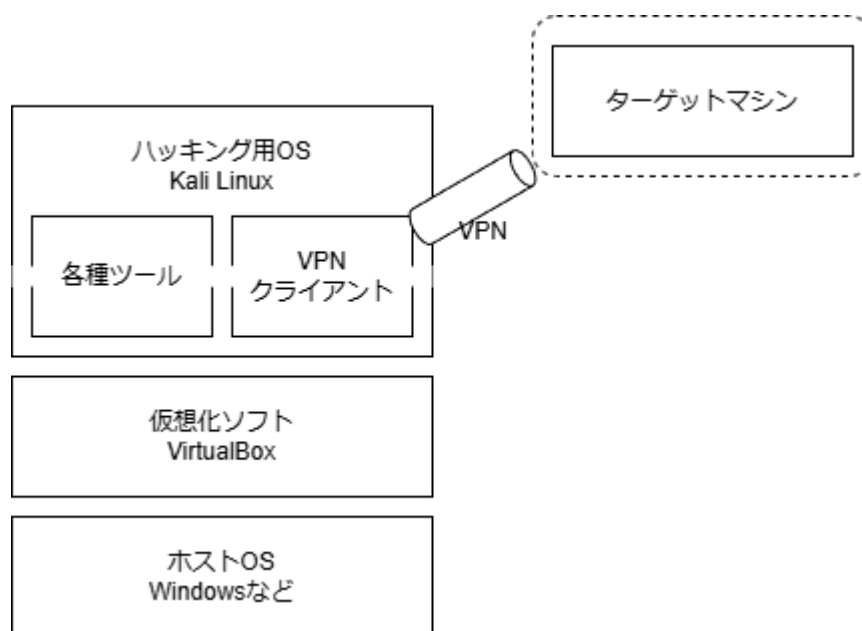 ターゲットマシン
ハッキング用OS
Kali Linux
VPN
各種ツール
VPN
クライアント
仮想化ソフト
VirtualBox
ホストOS
Windowsなど